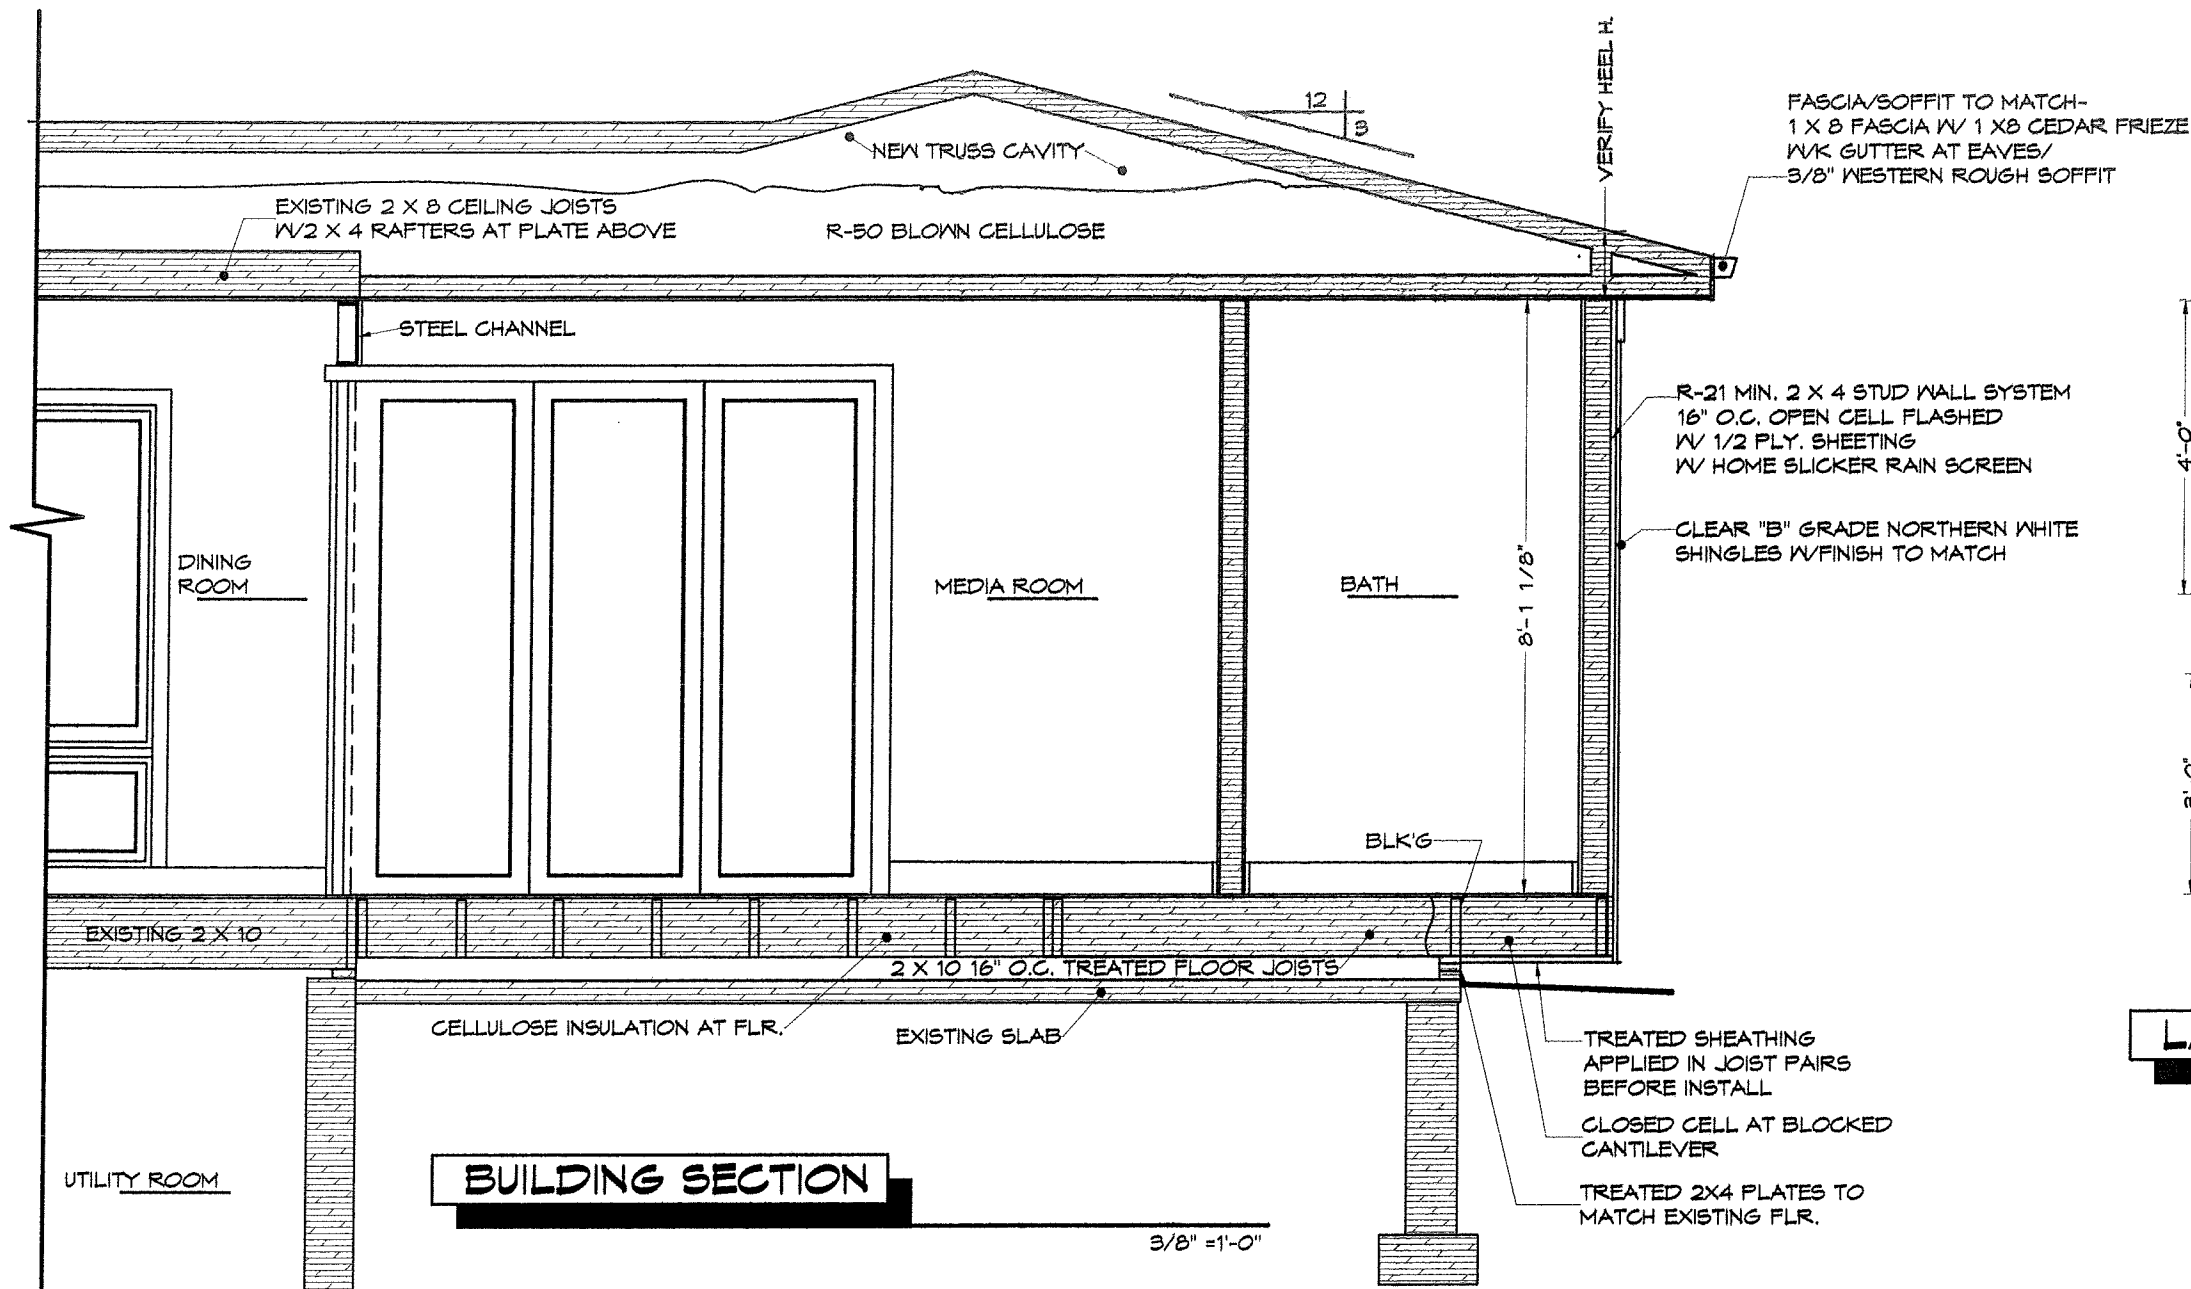 VERIFY HEEL H.
12
3
FASCIA/SOFFIT TO MATCH-
1 X 8 FASCIA W/ 1 X8 CEDAR FRIEZE
W/K GUTTER AT EAVES/
3/8" WESTERN ROUGH SOFFIT
NEW TRUSS CAVITY
EXISTING 2 X 8 CEILING JOISTS
W/2 X 4 RAFTERS AT PLATE ABOVE
R-50 BLOWN CELLULOSE
STEEL CHANNEL
R-21 MIN. 2 X 4 STUD WALL SYSTEM
16" O.C. OPEN CELL FLASHED
W/ 1/2 PLY. SHEETING
W/ HOME SLICKER RAIN SCREEN
4'-0"
CLEAR "B" GRADE NORTHERN WHITE
SHINGLES W/FINISH TO MATCH
DINING
ROOM
MEDIA ROOM
BATH
8'-1 1/8"
BLK'G
EXISTING 2 X 10
2 X 10 16" O.C. TREATED FLOOR JOISTS
CELLULOSE INSULATION AT FLR.
EXISTING SLAB
TREATED SHEATHING
APPLIED IN JOIST PAIRS
BEFORE INSTALL
CLOSED CELL AT BLOCKED
CANTILEVER
TREATED 2X4 PLATES TO
MATCH EXISTING FLR.
UTILITY ROOM
BUILDING SECTION
3/8" =1'-0"